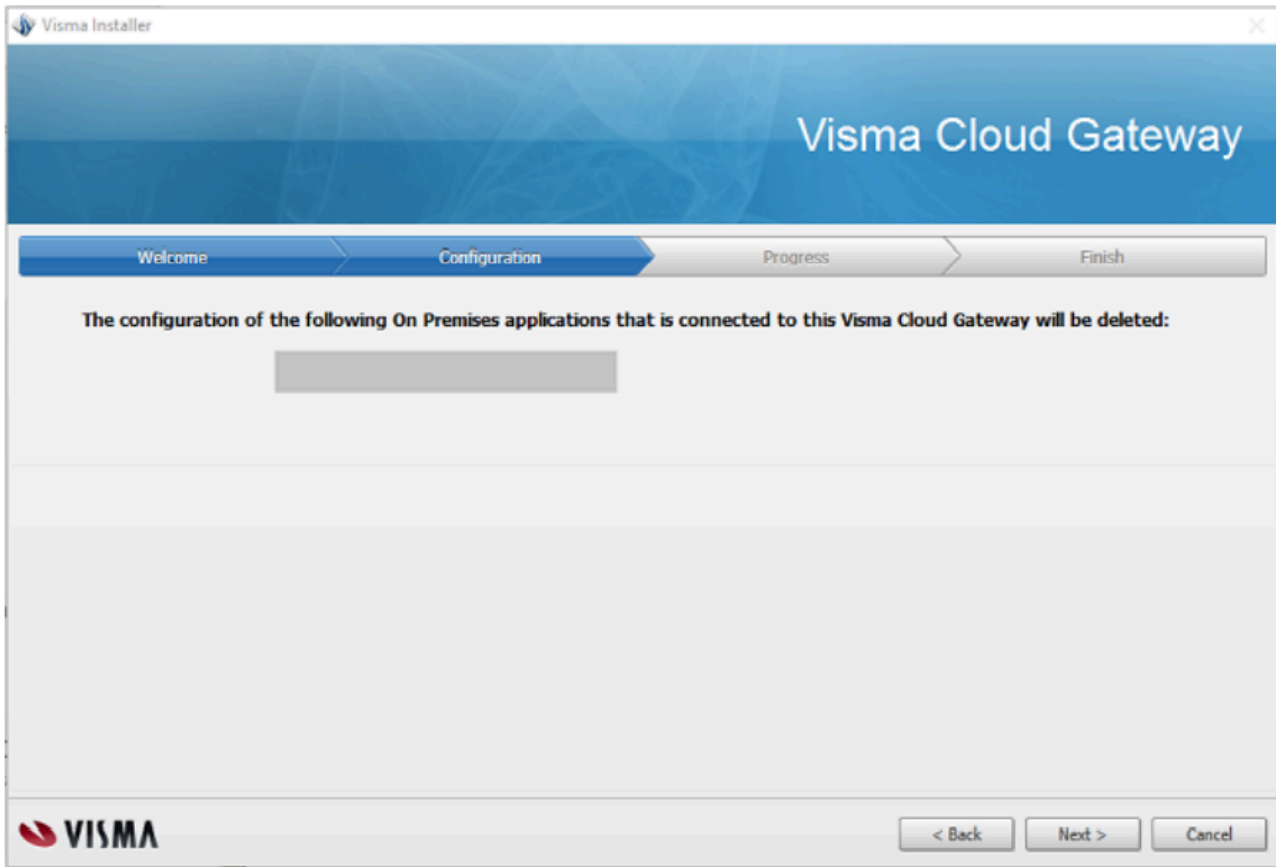 Visma Installer
Visma Cloud Gateway
Welcome
Configuration
Progress
Finish
The configuration of the following On Premises applications that is connected to this Visma Cloud Gateway will be deleted:
VISMA
< Back
Next >
Cancel